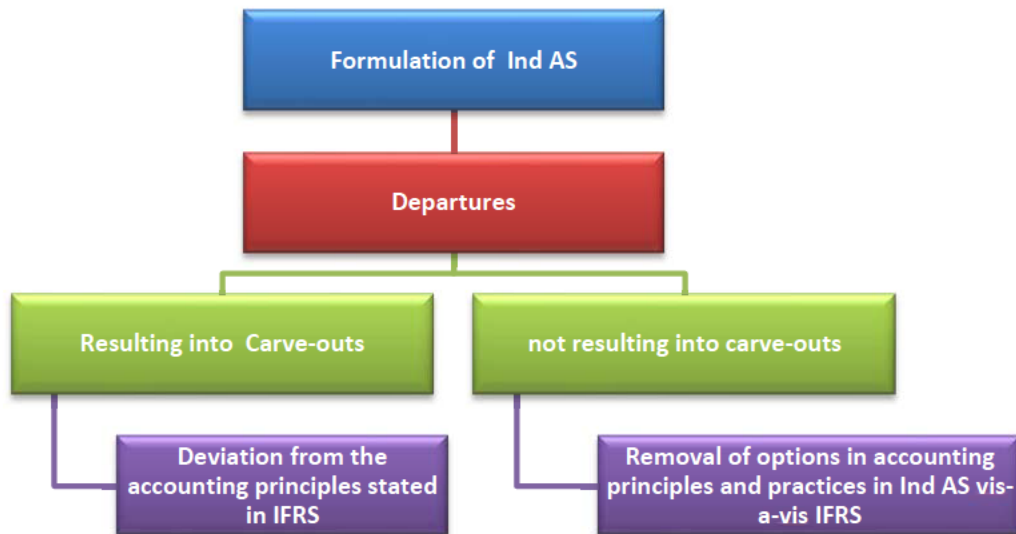 Formulation of Ind AS
Departures
Resulting into Carve-outs
not resulting into carve-outs
Deviation from the
accounting principles stated
in IFRS
Removal of options in accounting
principles and practices in Ind AS vis-
a-vis IFRS